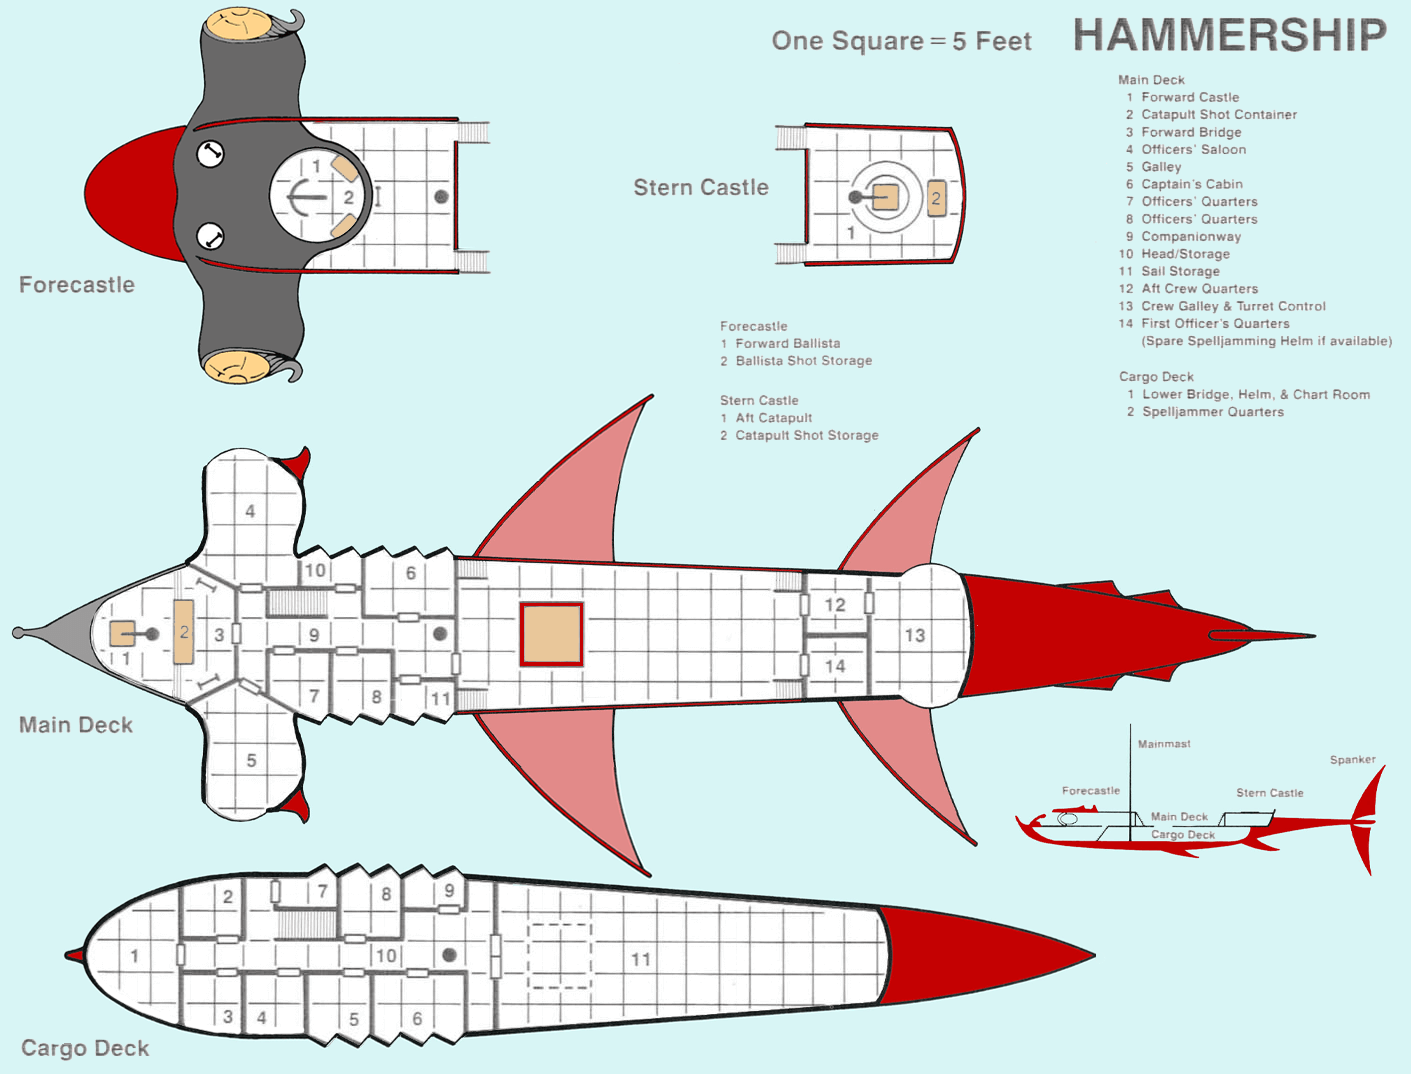 HAMMERSHIP
One Square = 5 Feet
Main Deck
1 Forward Castle
2 Catapult Shot Container
3 Forward Bridge
4 Officers' Saloon
5 Galley
6 Captain's Cabin
7 Officers' Quarters
8 Officers' Quarters
9 Companionway
10 Head/Storage
11 Sail Storage
12 Aft Crew Quarters
13 Crew Galley & Turret Control
14 First Officer's Quarters
(Spare Spelljamming Helm if available)
Cargo Deck
1 Lower Bridge, Helm, & Chart Room
2 Spelljammer Quarters
1
2
Forecastle
Stern Castle
1
2
Forecastle
1 Forward Ballista
2 Ballista Shot Storage
Stern Castle
1 Aft Catapult
2 Catapult Shot Storage
4
10
6
12
1
2
3
9
13
14
7
8
11
5
Main Deck
Mainmast
Spanker
Forecastle
Stern Castle
Main Deck
Cargo Deck
2
7
8
9
1
10
11
3
4
5
6
Cargo Deck